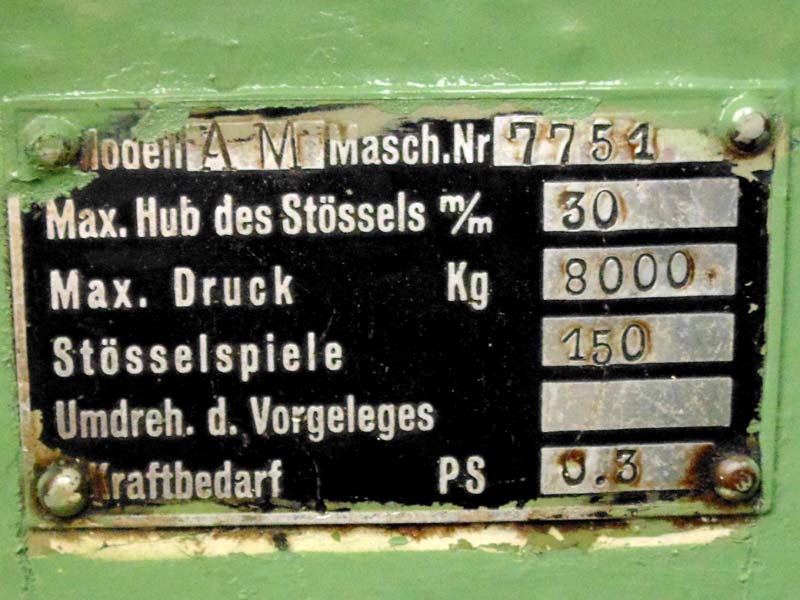 Modell AM Masch.Nr 7751
Max. Hub des Stössels m/m 30
Max. Druck Kg 8000
Stösselspiele 150
Umdreh. d. Vorgeleges
Kraftbedarf PS 0.3